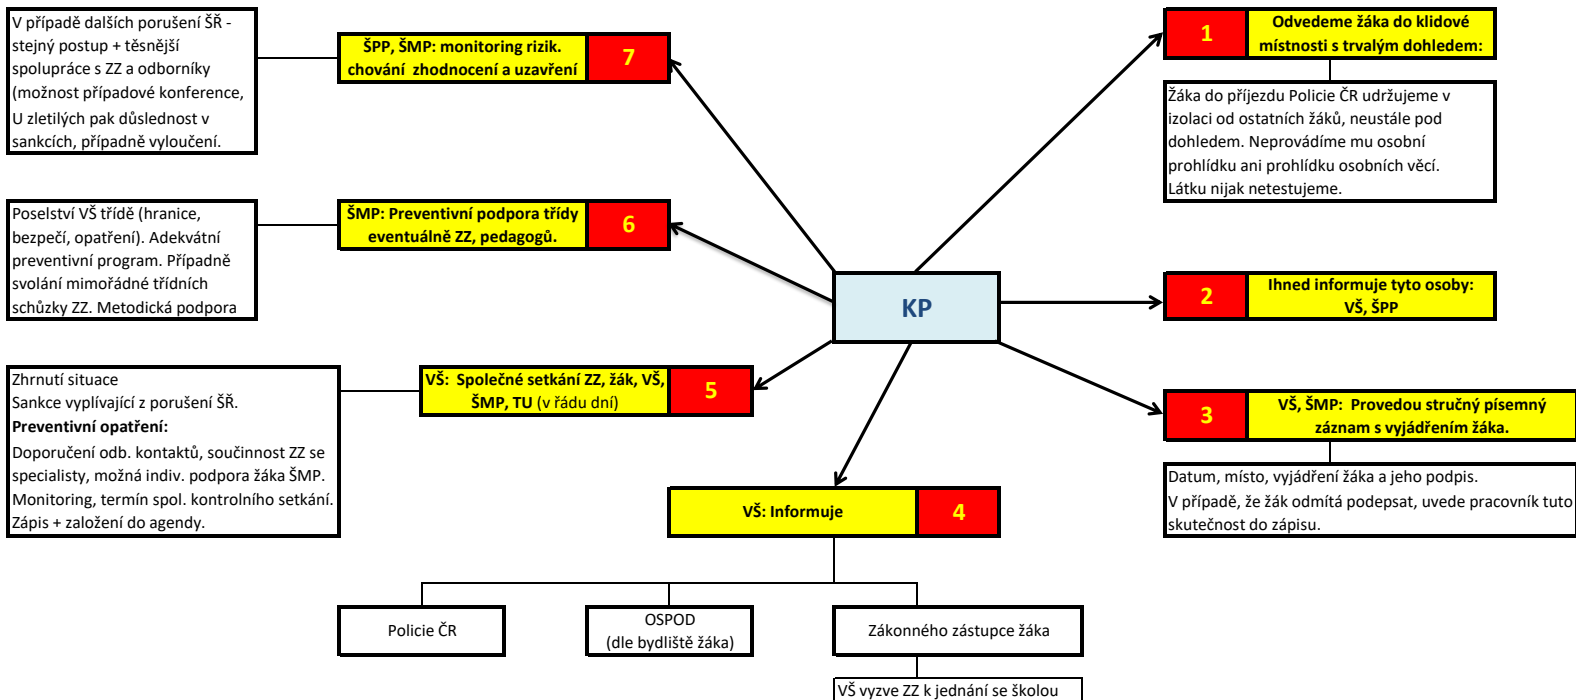 V případě dalších porušení ŠŘ -
stejný postup + těsnější
spolupráce s ZZ a odborníky
(možnost případové konference,
U zletilých pak důslednost v
sankcích, případně vyloučení.
ŠPP, ŠMP: monitoring rizik.
chování  zhodnocení a uzavření
7
1
Odvedeme žáka do klidové
místnosti s trvalým dohledem:
Žáka do příjezdu Policie ČR udržujeme v
izolaci od ostatních žáků, neustále pod
dohledem. Neprovádíme mu osobní
prohlídku ani prohlídku osobních věcí.
Látku nijak netestujeme.
Poselství VŠ třídě (hranice,
bezpečí, opatření). Adekvátní
preventivní program. Případně
svolání mimořádné třídních
schůzky ZZ. Metodická podpora
ŠMP: Preventivní podpora třídy
eventuálně ZZ, pedagogů.
6
KP
2
Ihned informuje tyto osoby:
VŠ, ŠPP
Zhrnutí situace
Sankce vyplívající z porušení ŠŘ.
Preventivní opatření:
Doporučení odb. kontaktů, součinnost ZZ se
specialisty, možná indiv. podpora žáka ŠMP.
Monitoring, termín spol. kontrolního setkání.
Zápis + založení do agendy.
VŠ:  Společné setkání ZZ, žák, VŠ,
ŠMP, TU (v řádu dní)
5
3
VŠ, ŠMP:  Provedou stručný písemný
záznam s vyjádřením žáka.
Datum, místo, vyjádření žáka a jeho podpis.
V případě, že žák odmítá podepsat, uvede pracovník tuto
skutečnost do zápisu.
VŠ: Informuje
4
Policie ČR
OSPOD
(dle bydliště žáka)
Zákonného zástupce žáka
VŠ vyzve ZZ k jednání se školou